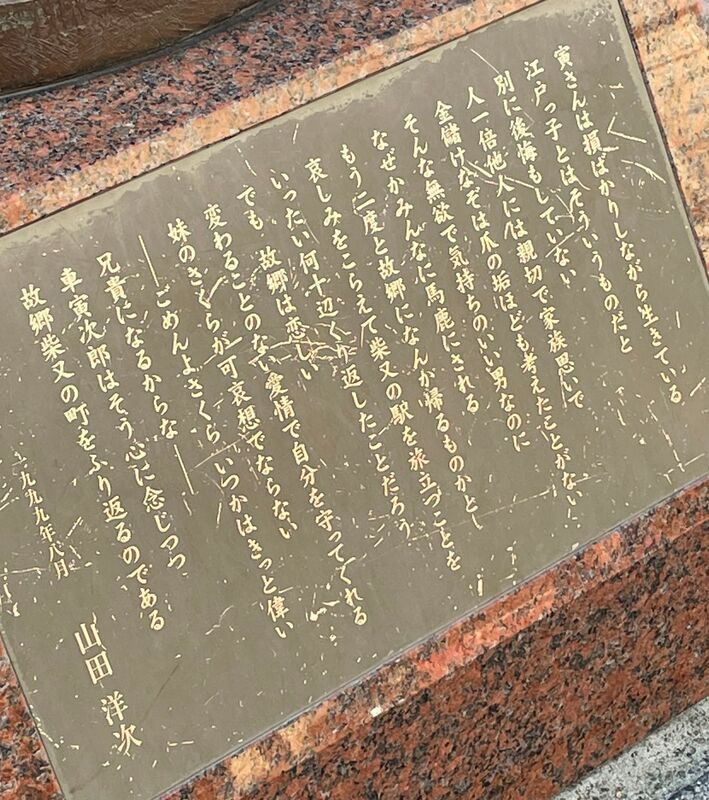 寅さんは損ばかりしながら生きている
江戸っ子とはそういうものだと
別に後悔もしていない
人一倍他人には親切で家族思いで
金儲けなぞは爪の垢ほども考えたことがない
そんな無欲で気持ちのいい男なのに
なぜかみんなに馬鹿にされる
もう二度と故郷になんか帰るものかと
哀しみをこらえて柴又の駅を旅立つことを
いったい何十辺くり返したことだろう
でも 故郷は恋しい
変わることのない愛情で自分を守ってくれる
妹のさくらが可哀想でならない
――ごめんよさくら いつかはきっと偉い
兄貴になるからな――
車寅次郎はそう心に念じつつ
故郷柴又の町をふり返るのである
一九九九年八月
山田 洋次